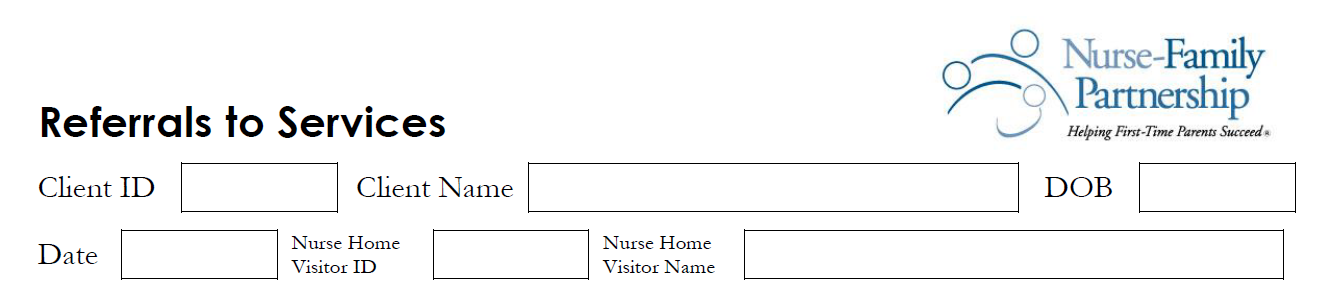 Nurse-Family
Partnership
Helping First-Time Parents Succeed®
Referrals to Services
Client ID Client Name DOB
Date Nurse Home Visitor ID Nurse Home Visitor Name